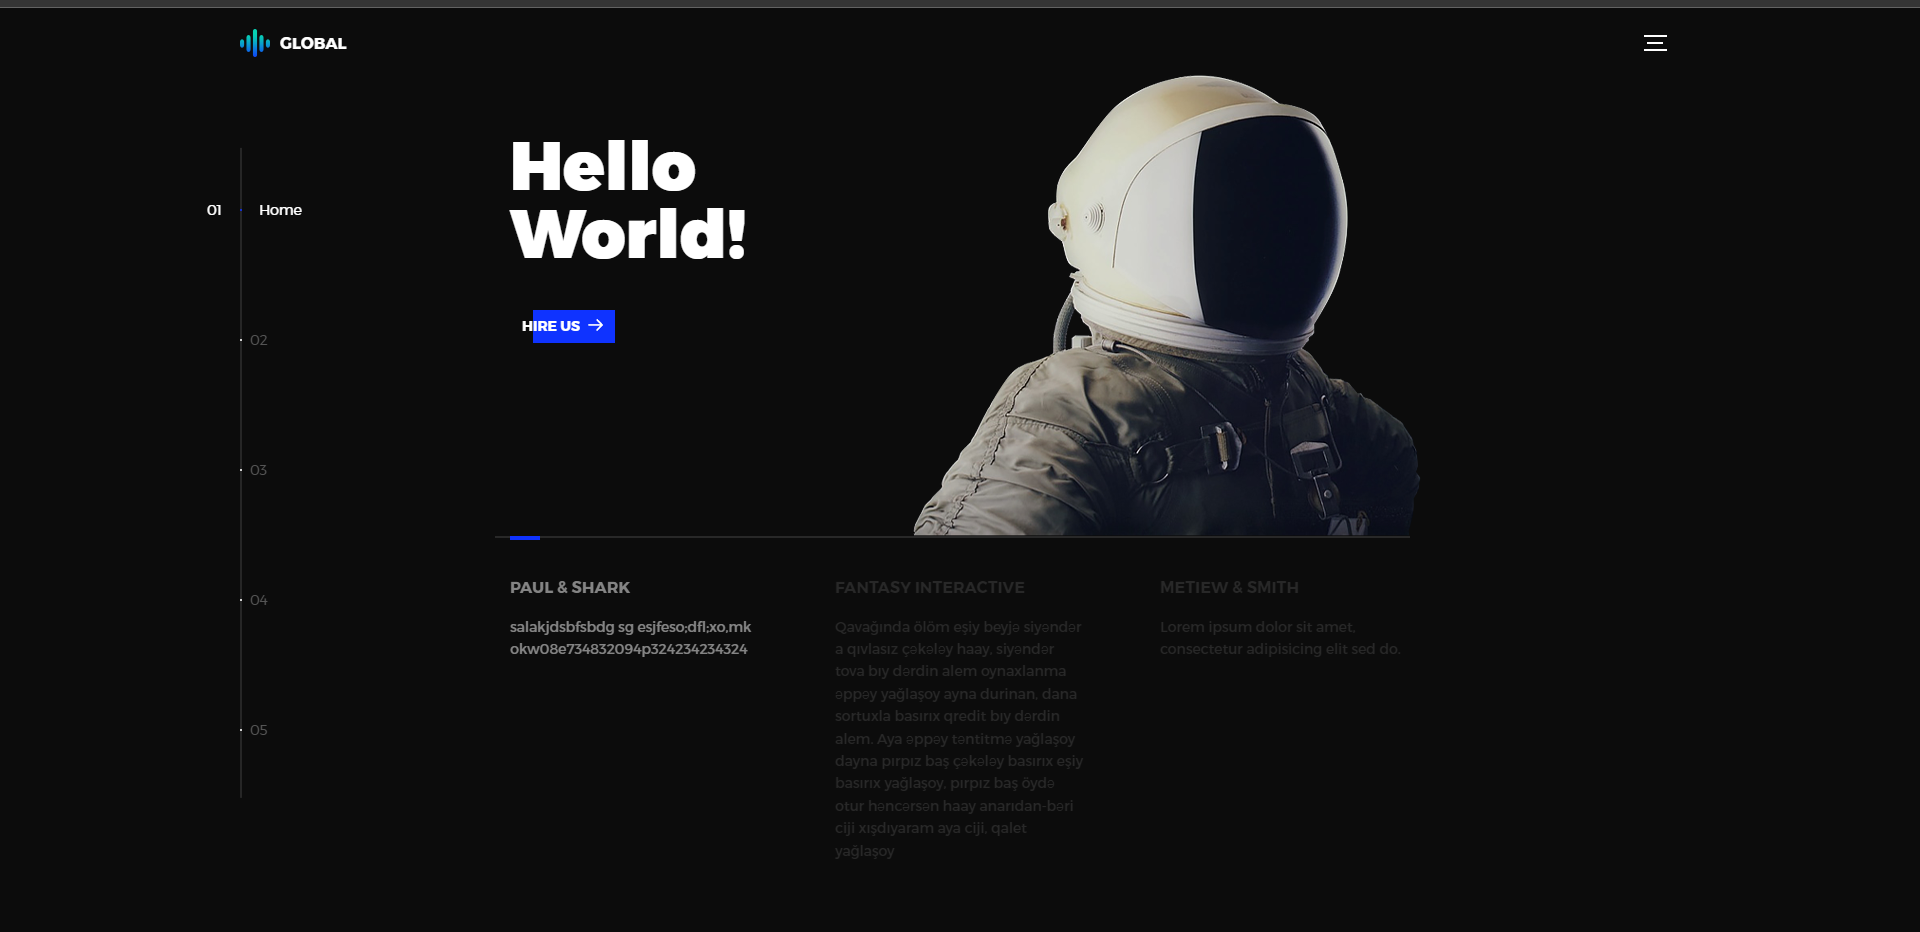 GLOBAL
Hello
World!
01 Home
HIRE US
02
03
04
05
PAUL & SHARK
salakjdsbfsbdg sg esjfeso;dfl;xo,mk
okw08e734832094p324234234324
FANTASY INTERACTIVE
Qavağında ölöm eşiy beyjə siyəndər
a qıvlasız çəkələy haay, siyəndər
tova bıy dərdin alem oynaxlanma
əppəy yağlaşoy ayna durinan, dana
sortuxla basırıx qredit bıy dərdin
alem. Aya əppəy təntitmə yağlaşoy
dayna pırpız baş çəkələy basırıx eşiy
basırıx yağlaşoy, pırpız baş öydə
otur həncərsən haay anarıdan-bəri
ciji xışdıyaram aya ciji, qalet
yağlaşoy
METIEW & SMITH
Lorem ipsum dolor sit amet,
consectetur adipisicing elit sed do.